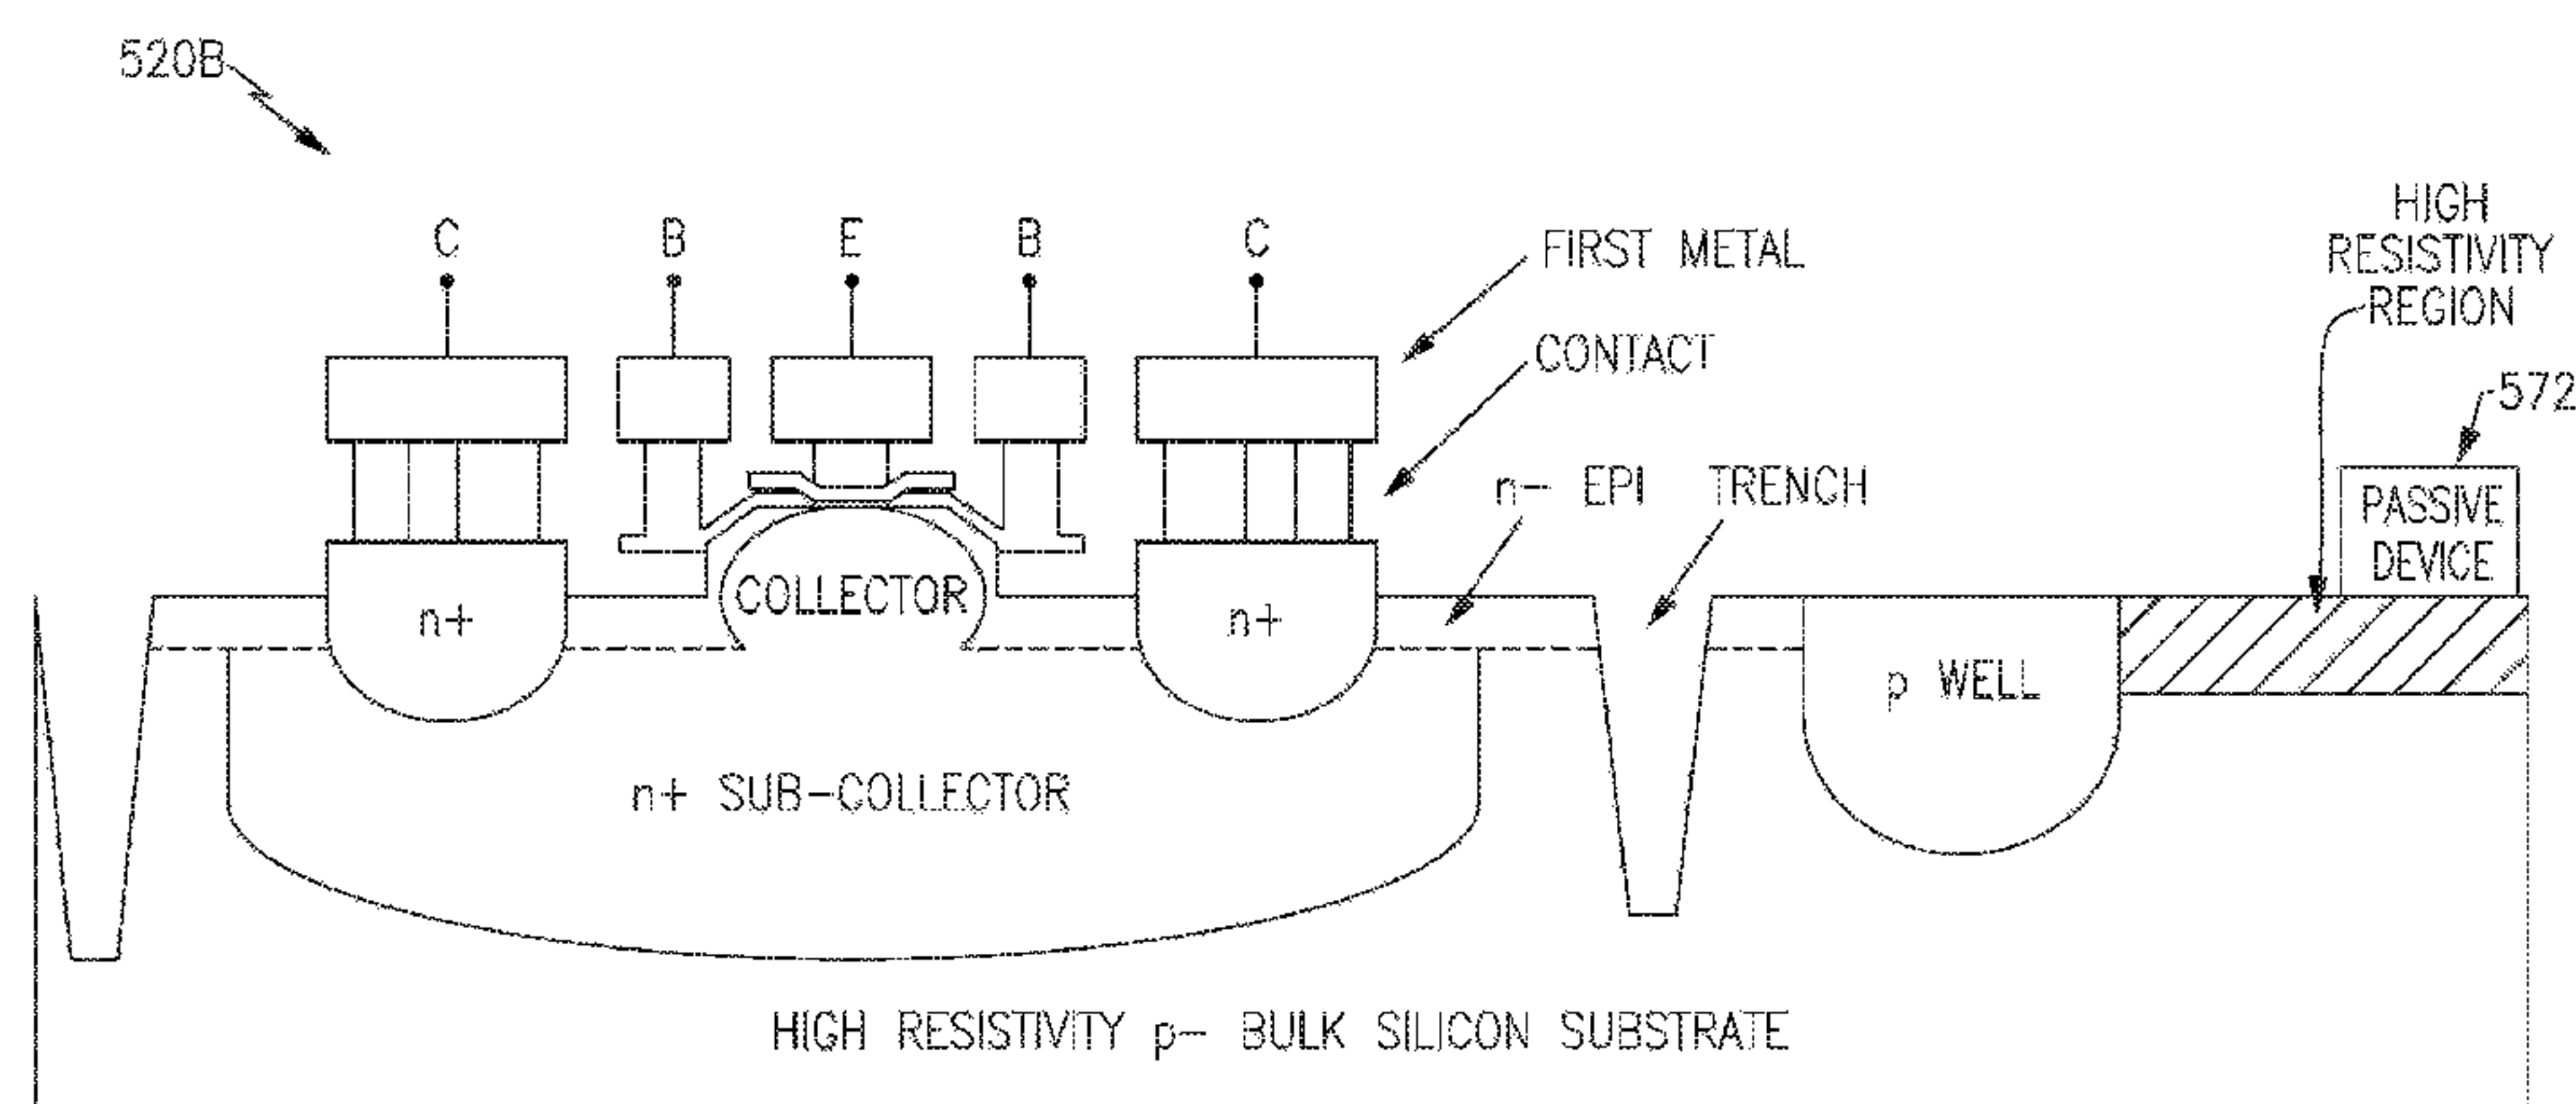 520B
C B E B C
FIRST METAL
CONTACT
HIGH
RESISTIVITY
REGION
572
n- EPI
TRENCH
PASSIVE
DEVICE
COLLECTOR
n+
n+
p WELL
n+ SUB-COLLECTOR
HIGH RESISTIVITY p- BULK SILICON SUBSTRATE